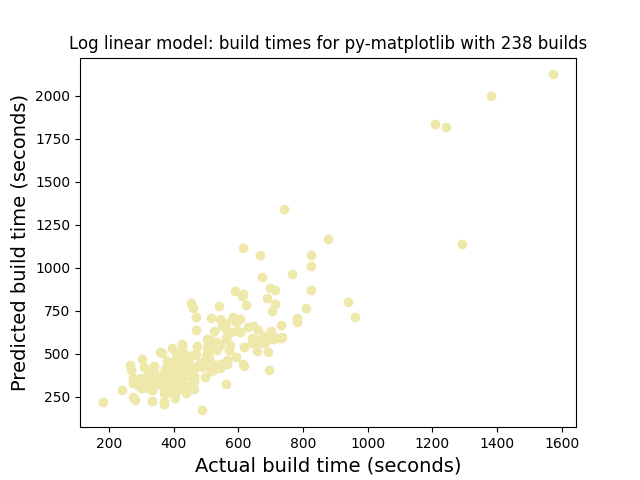 Log linear model: build times for py-matplotlib with 238 builds
Predicted build time (seconds)
2000
1750
1500
1250
1000
750
500
250
200 400 600 800 1000 1200 1400 1600
Actual build time (seconds)